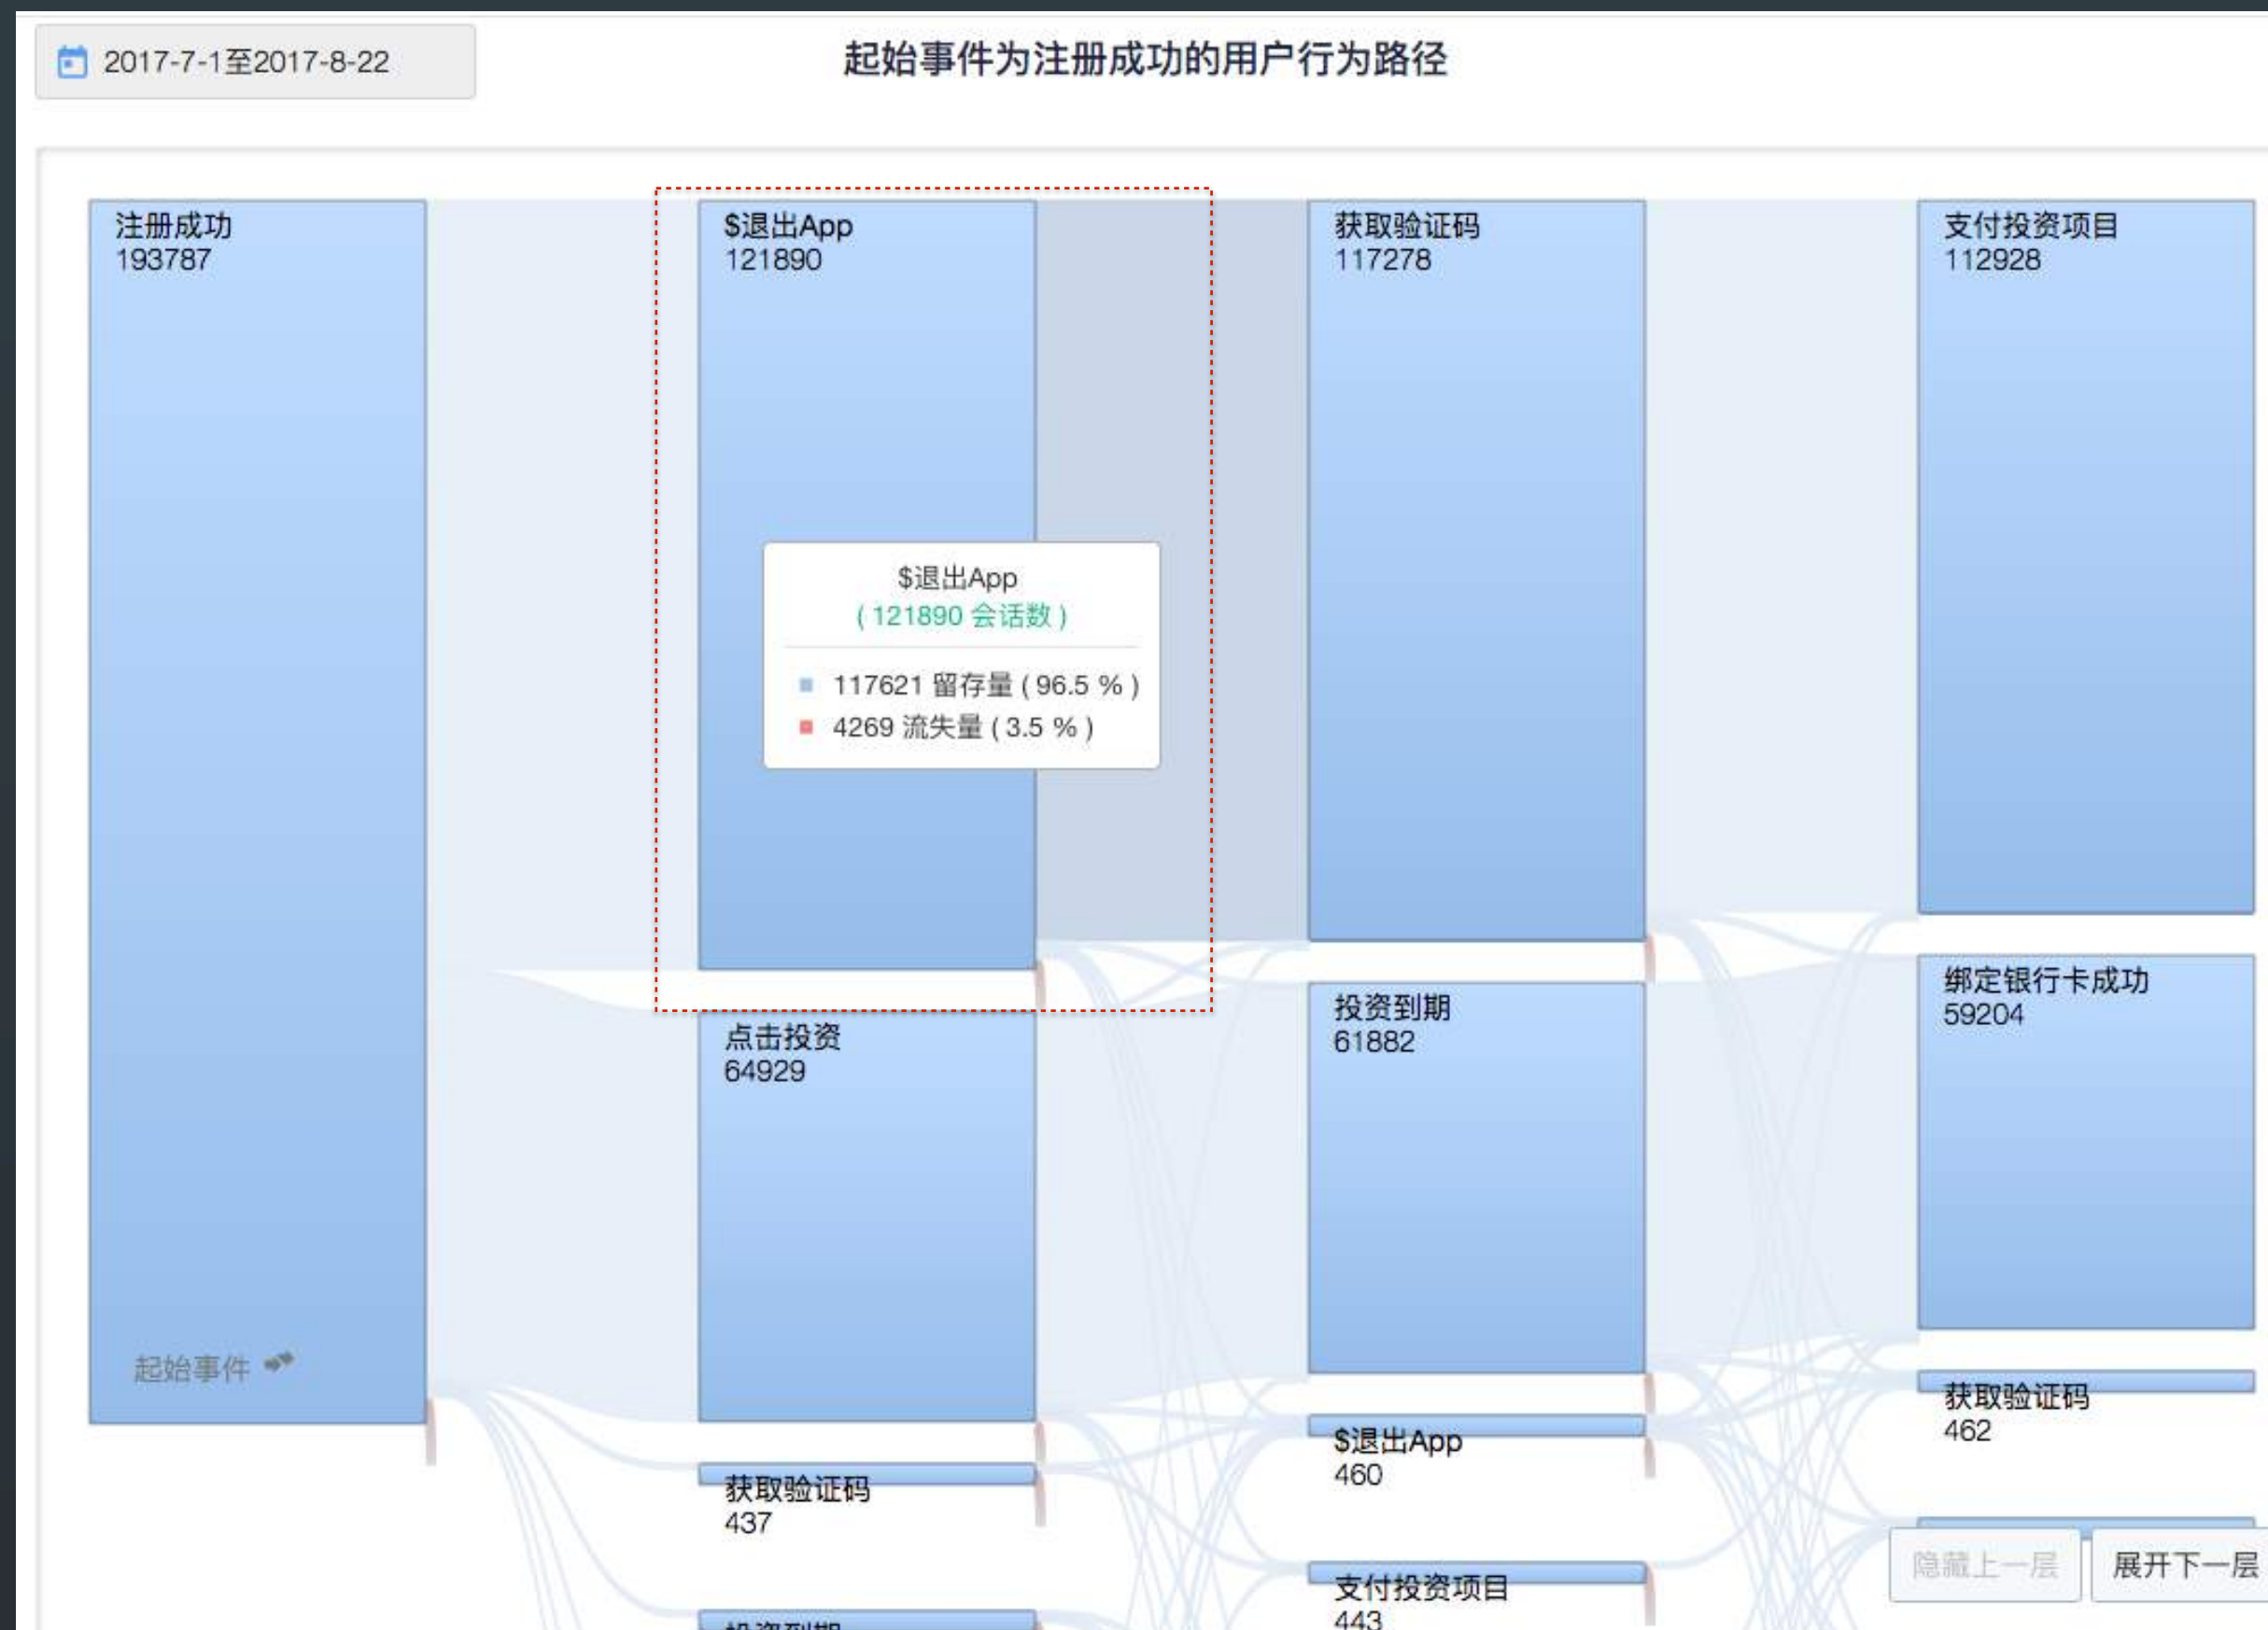 2017-7-1至2017-8-22
起始事件为注册成功的用户行为路径
注册成功
193787
起始事件
$退出App
121890
$退出App
( 121890 会话数 )
117621 留存量 ( 96.5 % )
4269 流失量 ( 3.5 % )
点击投资
64929
获取验证码
437
投资到期
获取验证码
117278
投资到期
61882
$退出App
460
支付投资项目
443
支付投资项目
112928
绑定银行卡成功
59204
获取验证码
462
隐藏上一层
展开下一层